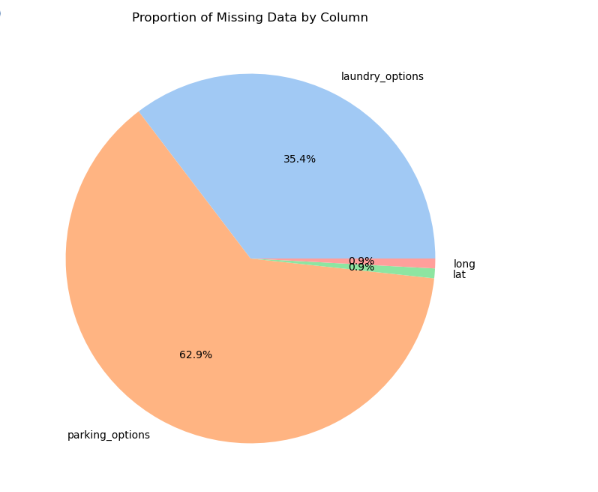 Proportion of Missing Data by Column
laundry_options
35.4%
0.9%
long
0.9%
lat
62.9%
parking_options